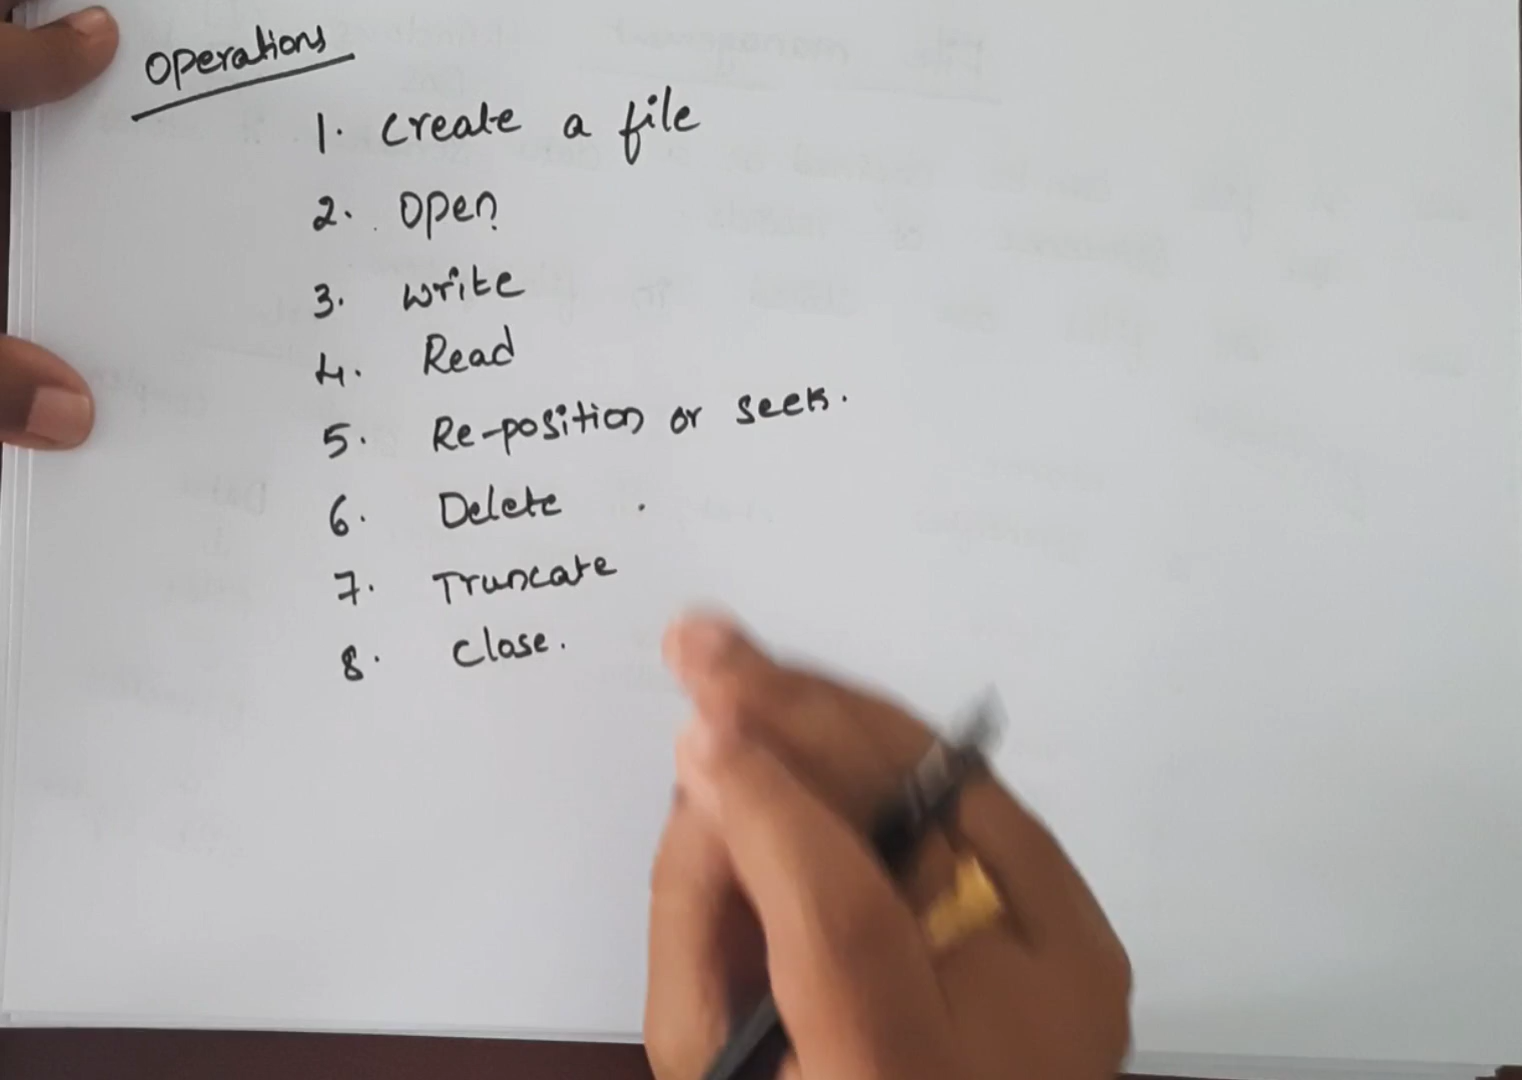 Operations
1. Create a file
2. Open
3. Write
4. Read
5. Re-position or seek.
6. Delete
7. Truncate
8. Close.